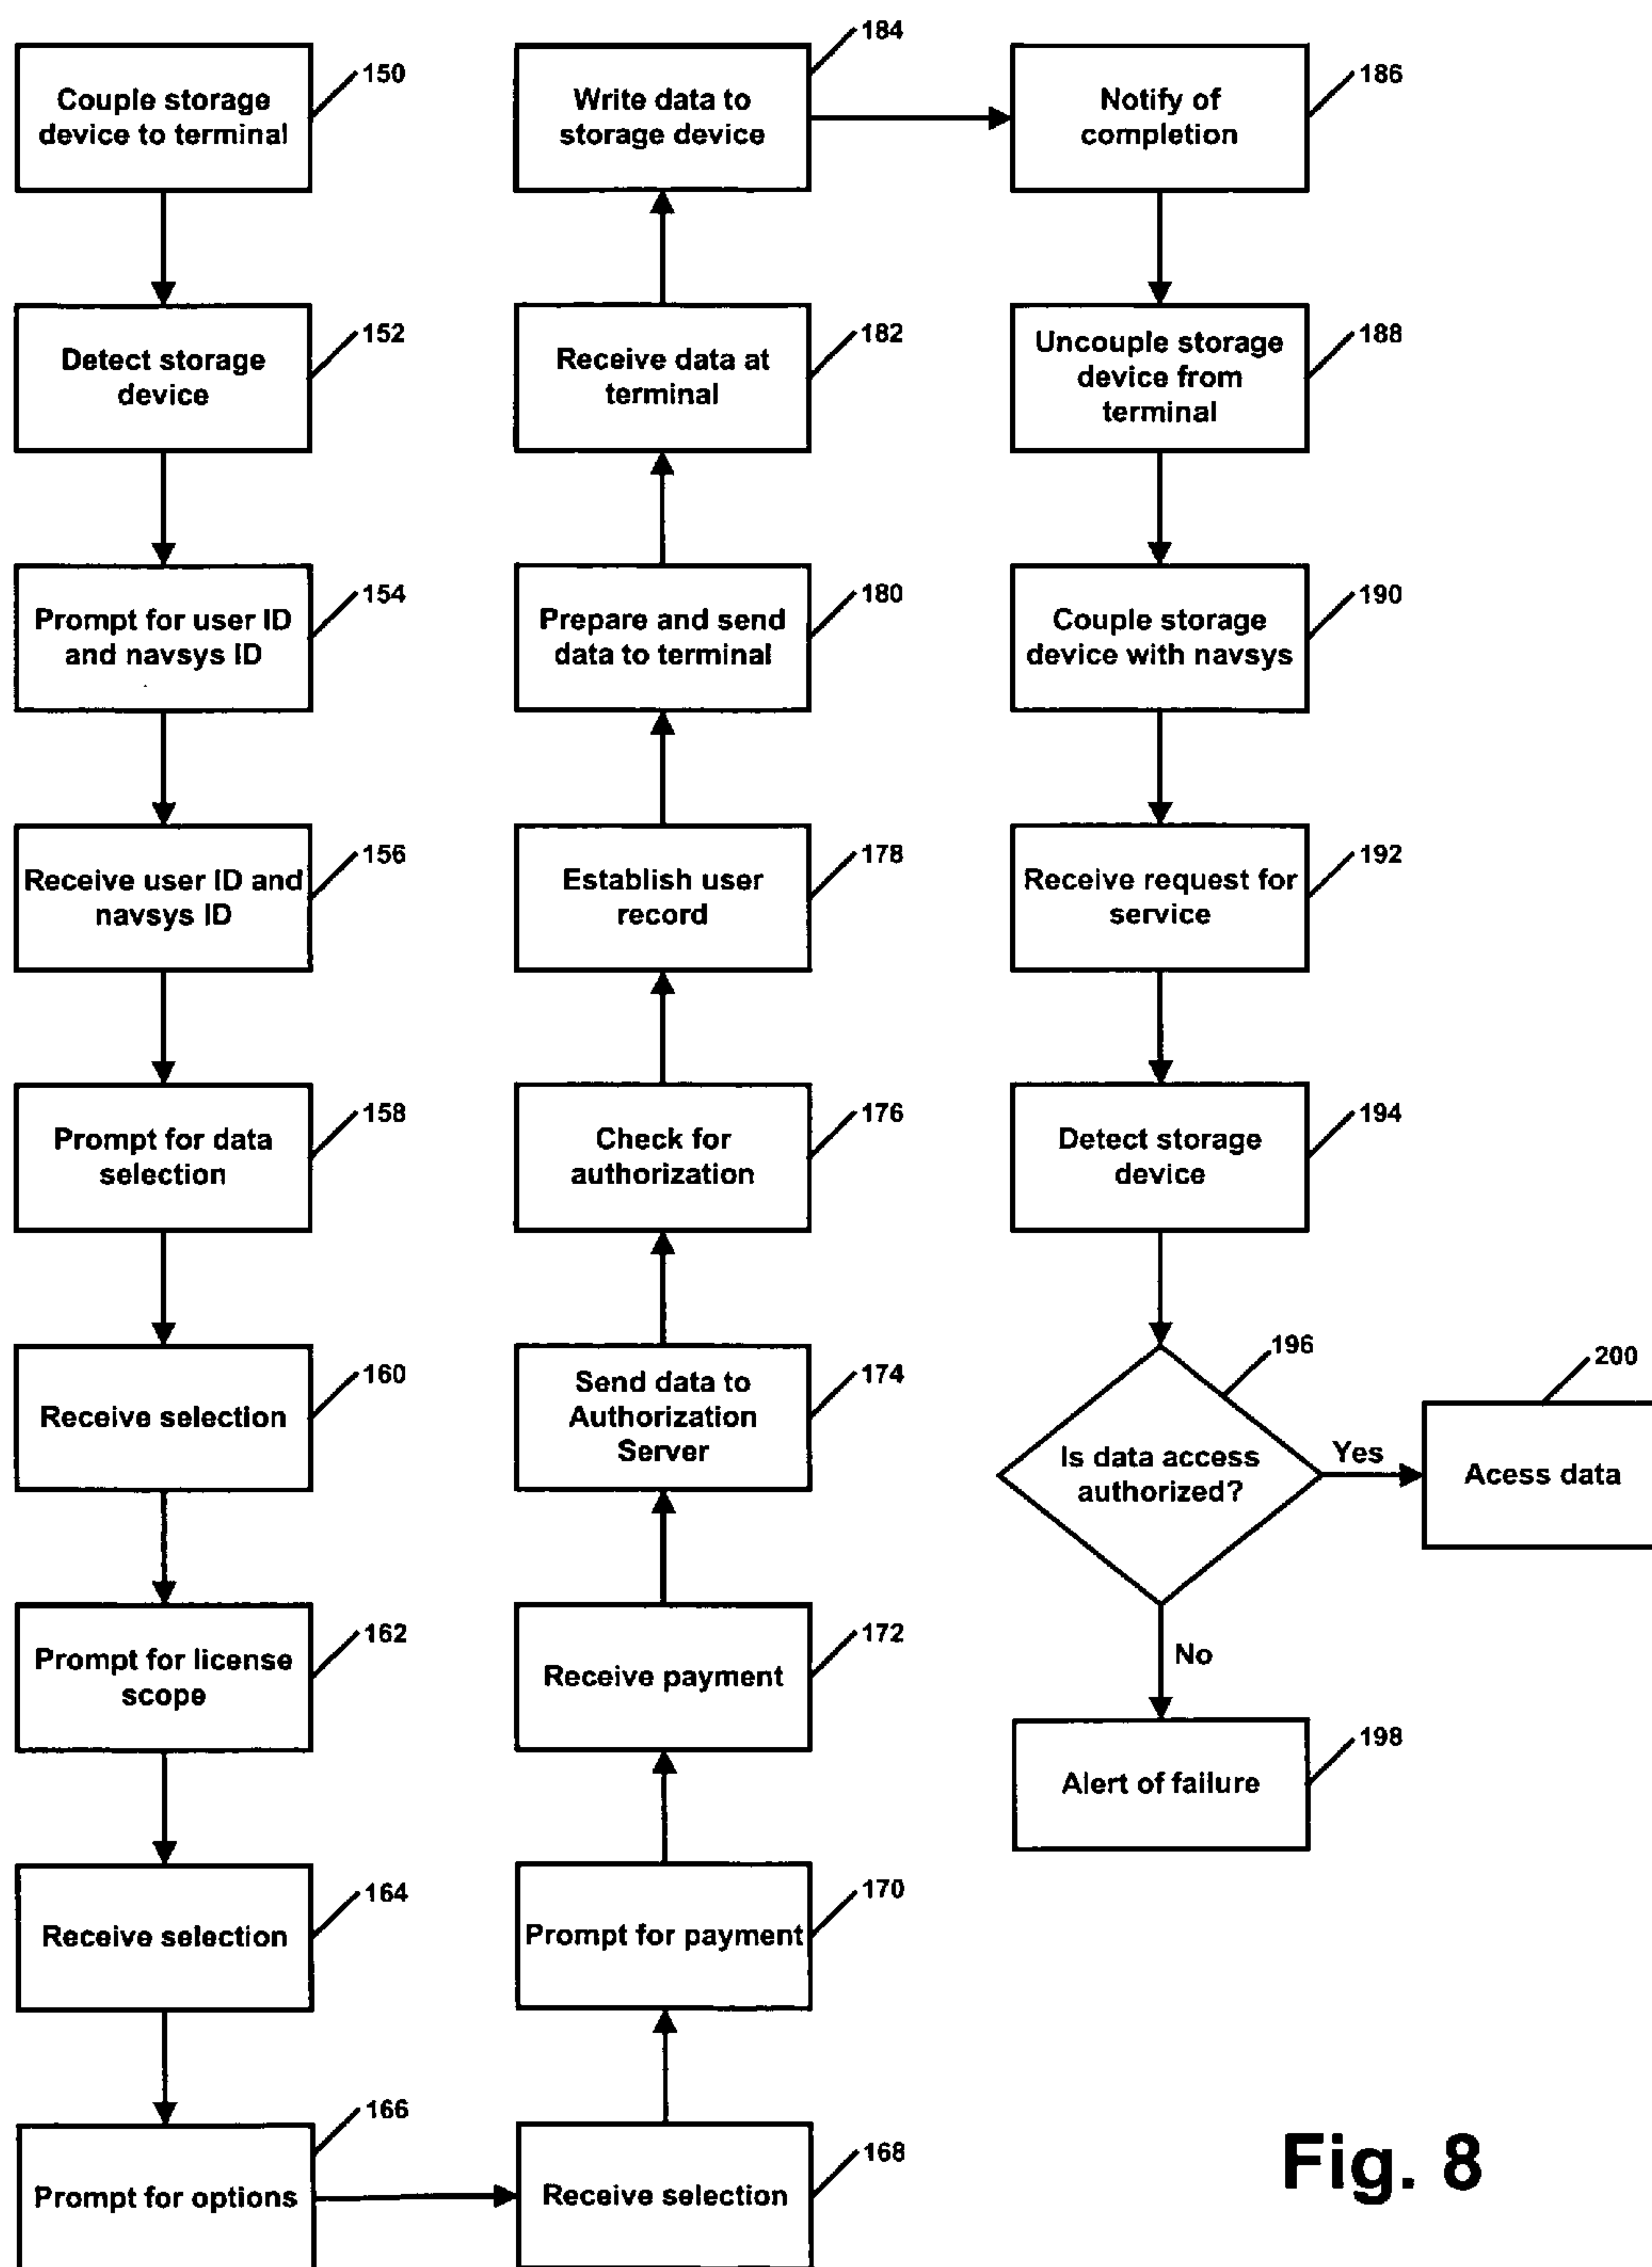 150
Couple storage
device to terminal
152
Detect storage
device
154
Prompt for user ID
and navsys ID
156
Receive user ID and
navsys ID
158
Prompt for data
selection
160
Receive selection
162
Prompt for license
scope
164
Receive selection
166
Prompt for options
168
Receive selection
170
Prompt for payment
172
Receive payment
174
Send data to
Authorization
Server
176
Check for
authorization
178
Establish user
record
180
Prepare and send
data to terminal
182
Receive data at
terminal
184
Write data to
storage device
186
Notify of
completion
188
Uncouple storage
device from
terminal
190
Couple storage
device with navsys
192
Receive request for
service
194
Detect storage
device
196
Is data access
authorized?
Yes
200
Acess data
No
198
Alert of failure
Fig. 8